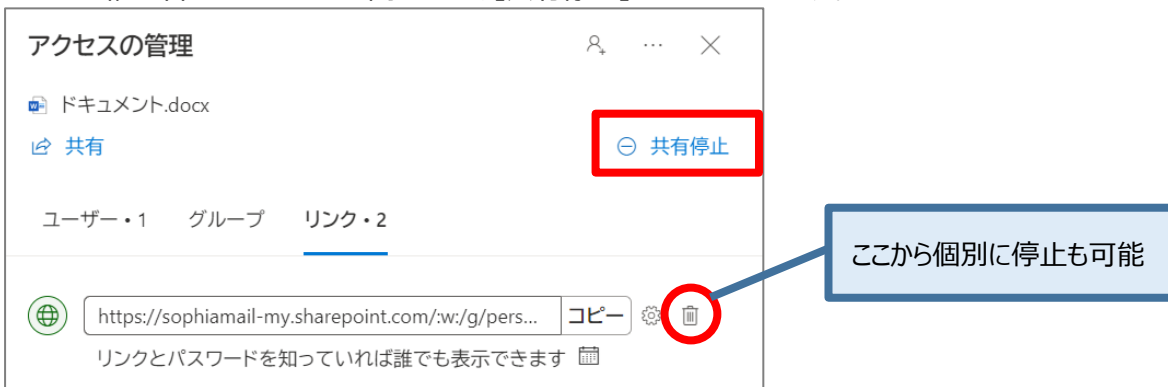 アクセスの管理
ドキュメント.docx
共有
共有停止
ユーザー・1 グループ リンク・2
ここから個別に停止も可能
https://sophiamail-my.sharepoint.com/:w:/g/pers... コピー
リンクとパスワードを知っていれば誰でも表示できます